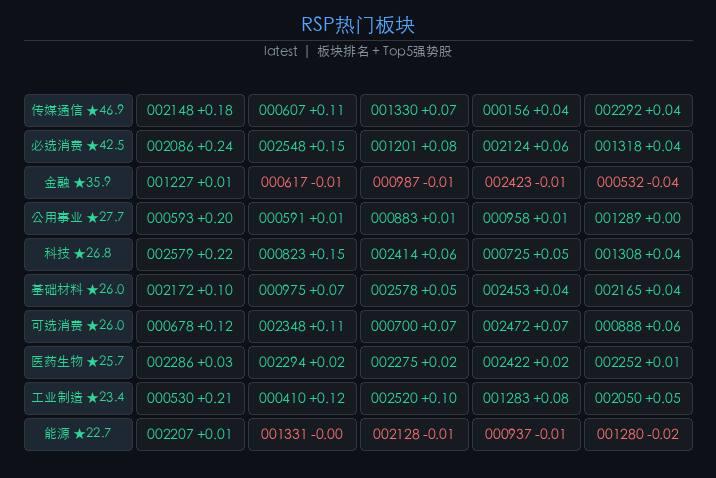 RSP热门板块
latest | 板块排名+Top5强势股
传媒通信 ★46.9 002148 +0.18 000607 +0.11 001330 +0.07 000156 +0.04 002292 +0.04
必选消费 ★42.5 002086 +0.24 002548 +0.15 001201 +0.08 002124 +0.06 001318 +0.04
金融 ★35.9 001227 +0.01 000617 -0.01 000987 -0.01 002423 -0.01 000532 -0.04
公用事业 ★27.7 000593 +0.20 000591 +0.01 000883 +0.01 000958 +0.01 001289 +0.00
科技 ★26.8 002579 +0.22 000823 +0.15 002414 +0.06 000725 +0.05 001308 +0.04
基础材料 ★26.0 002172 +0.10 000975 +0.07 002578 +0.05 002453 +0.04 002165 +0.04
可选消费 ★26.0 000678 +0.12 002348 +0.11 000700 +0.07 002472 +0.07 000888 +0.06
医药生物 ★25.7 002286 +0.03 002294 +0.02 002275 +0.02 002422 +0.02 002252 +0.01
工业制造 ★23.4 000530 +0.21 000410 +0.12 002520 +0.10 001283 +0.08 002050 +0.05
能源 ★22.7 002207 +0.01 001331 -0.00 002128 -0.01 000937 -0.01 001280 -0.02